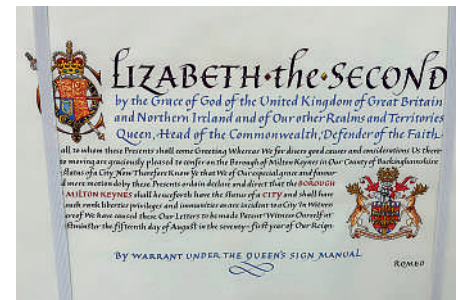 ELIZABETH·the·SECOND
by the Grace of God of the United Kingdom of Great Britain
and Northern Ireland and of Our other Realms and Territories
Queen, Head of the Commonwealth, Defender of the Faith.
all to whom these Presents shall come Greeting Whereas We for divers good causes and considerations Us there
to moving are graciously pleased to confer on the Borough of Milton Keynes in Our County of Buckinghamshire
status of a City Now Therefore Know Ye that We of Our especial grace and favour
d mere motion do by these Presents ordain declare and direct that the BOROUGH
MILTON KEYNES shall henceforth have the status of a CITY and shall have
such rank liberties privileges and immunities as are incident to a City In Witness
ereof We have caused these Our Letters to be made Patent Witness Ourself at
stminster the fifteenth day of August in the seventy-first year of Our Reign
BY WARRANT UNDER THE QUEEN'S SIGN MANUAL
ROMEO